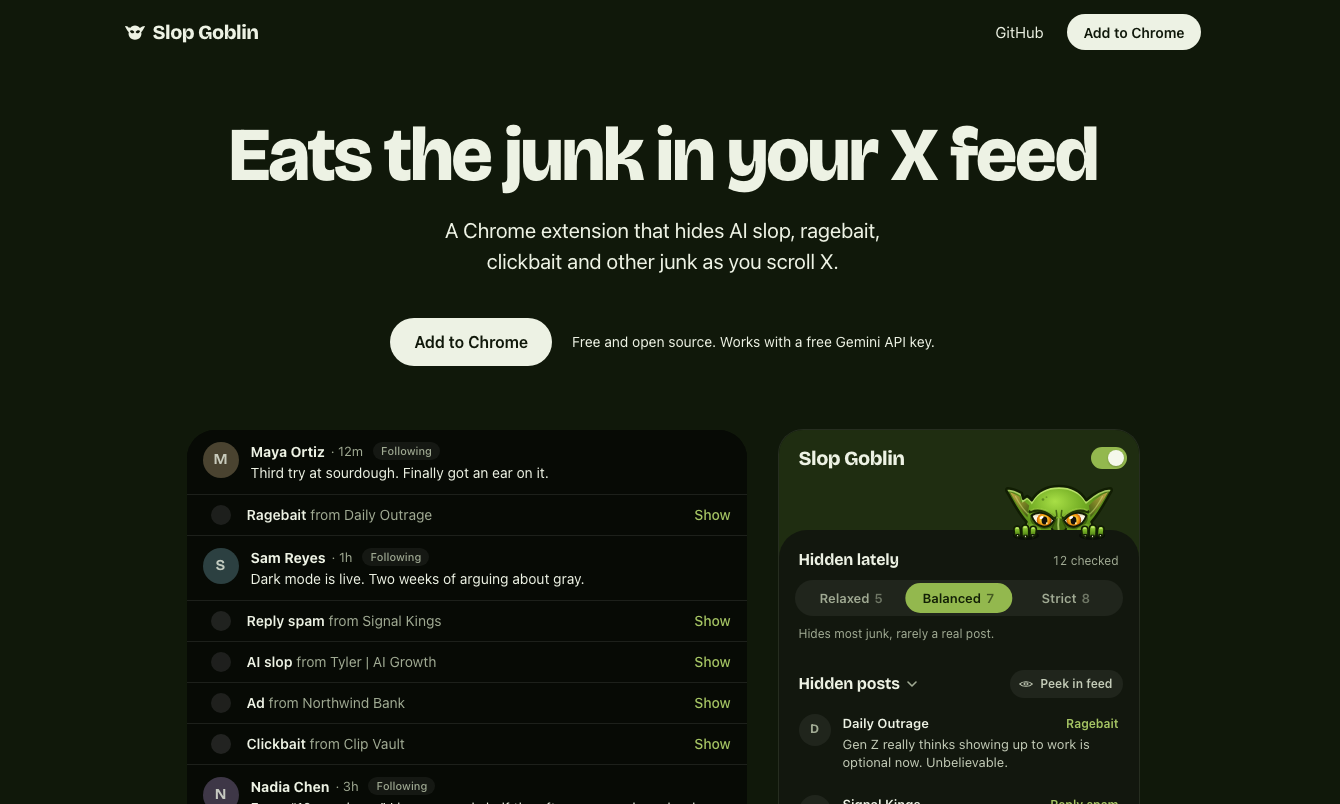 Slop Goblin
GitHub
Add to Chrome
Eats the junk in your X feed
A Chrome extension that hides AI slop, ragebait,
clickbait and other junk as you scroll X.
Add to Chrome
Free and open source. Works with a free Gemini API key.
M
Maya Ortiz · 12m Following
Third try at sourdough. Finally got an ear on it.
Ragebait from Daily Outrage Show
S
Sam Reyes · 1h Following
Dark mode is live. Two weeks of arguing about gray.
Reply spam from Signal Kings Show
AI slop from Tyler | AI Growth Show
Ad from Northwind Bank Show
Clickbait from Clip Vault Show
N
Nadia Chen · 3h Following
Slop Goblin
Hidden lately 12 checked
Relaxed 5 Balanced 7 Strict 8
Hides most junk, rarely a real post.
Hidden posts Peek in feed
D
Daily Outrage Ragebait
Gen Z really thinks showing up to work is
optional now. Unbelievable.
Signal Kings Reply spam